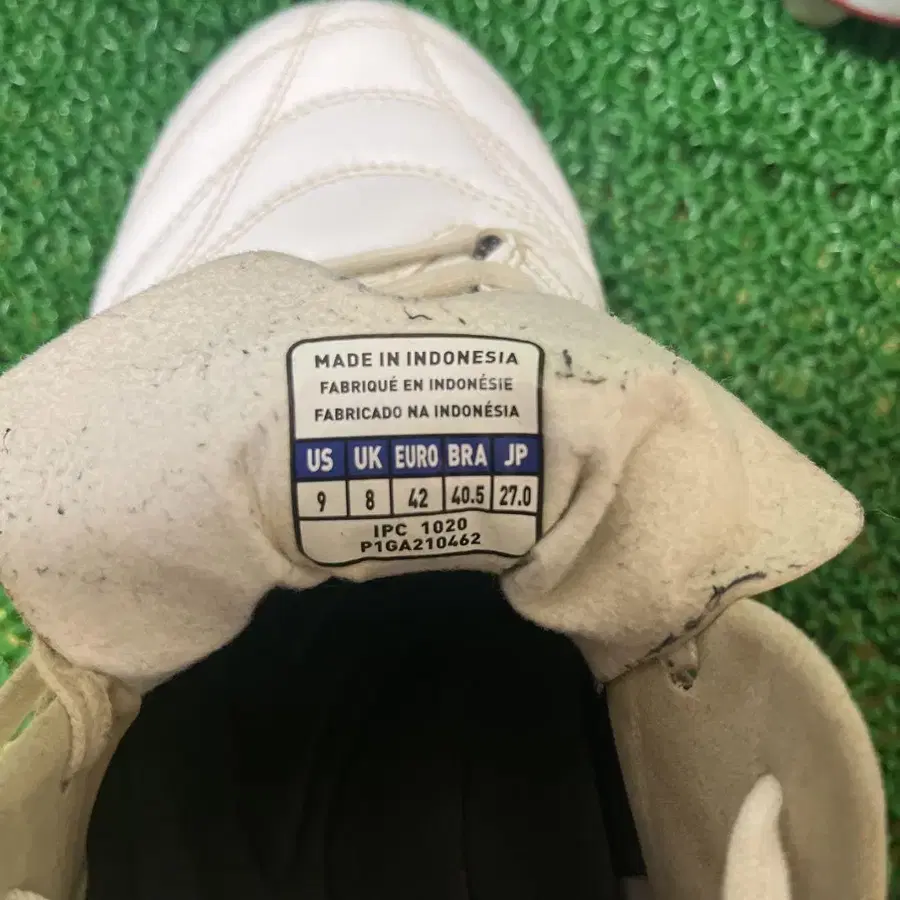 MADE IN INDONESIA
FABRIQUÉ EN INDONÉSIE
FABRICADO NA INDONÉSIA
US UK EURO BRA JP
9 8 42 40.5 27.0
IPC 1020
P1GA210462